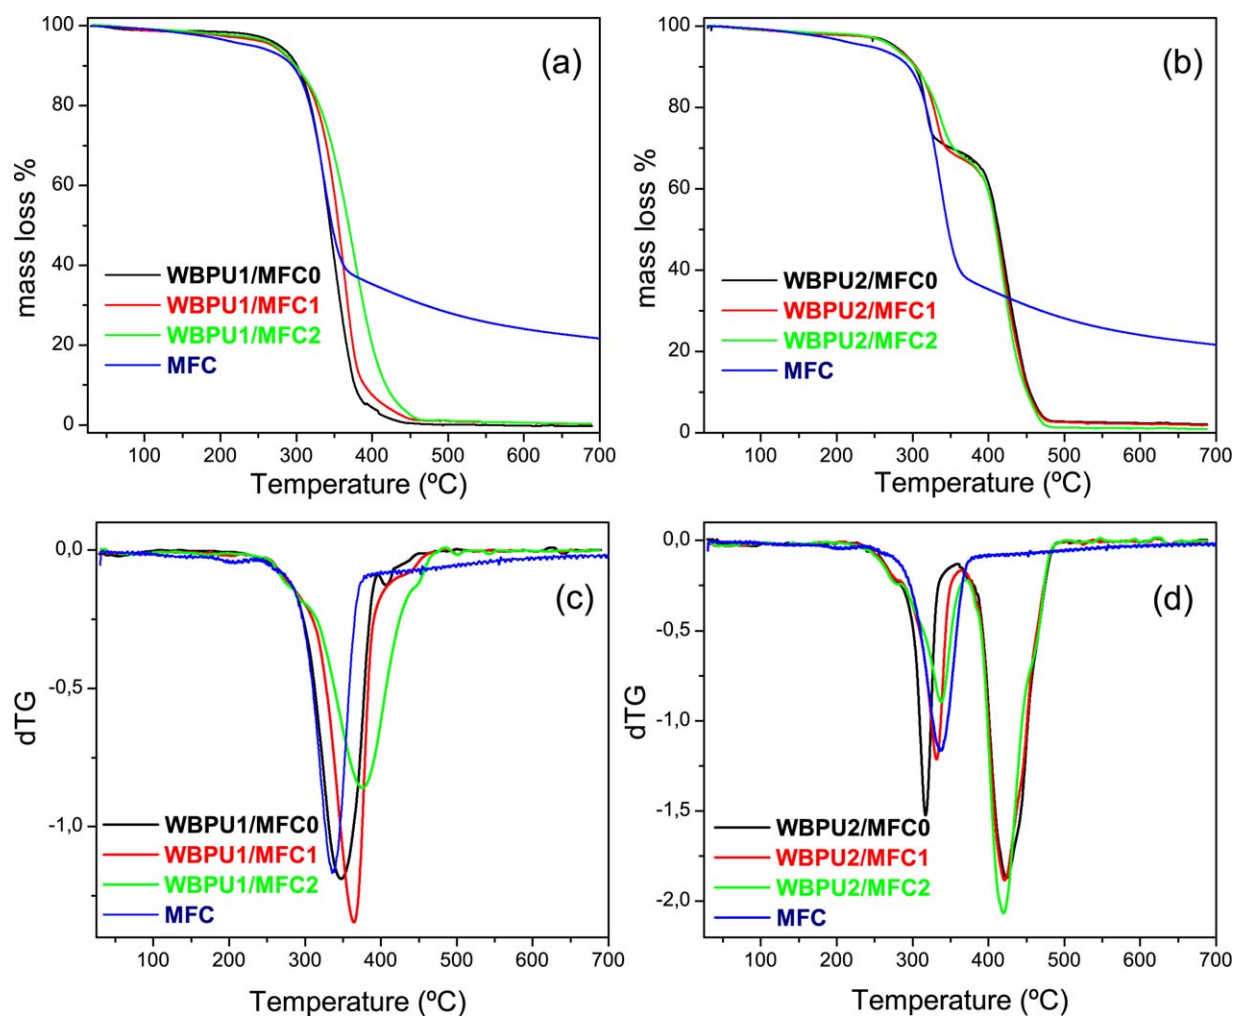 100
80
60
40
20
0
mass loss %
(a)
WBPU1/MFC0
WBPU1/MFC1
WBPU1/MFC2
MFC
100 200 300 400 500 600 700
Temperature (ºC)
100
80
60
40
20
0
mass loss %
(b)
WBPU2/MFC0
WBPU2/MFC1
WBPU2/MFC2
MFC
100 200 300 400 500 600 700
Temperature (ºC)
0,0
-0,5
-1,0
dTG
(c)
WBPU1/MFC0
WBPU1/MFC1
WBPU1/MFC2
MFC
100 200 300 400 500 600 700
Temperature (ºC)
0,0
-0,5
-1,0
-1,5
-2,0
dTG
(d)
WBPU2/MFC0
WBPU2/MFC1
WBPU2/MFC2
MFC
100 200 300 400 500 600 700
Temperature (ºC)